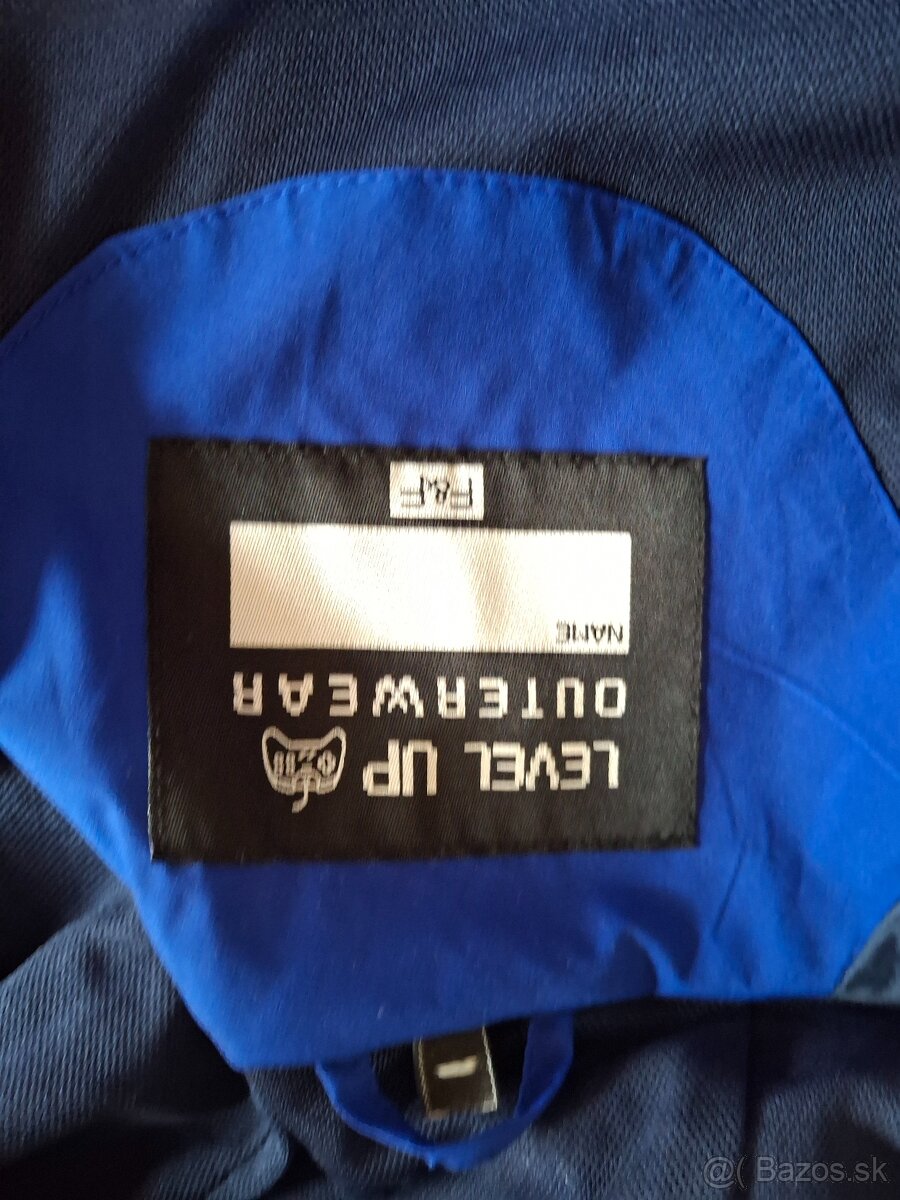 LEVEL UP
OUTERWEAR
NAME
F&F
@( Bazos.sk